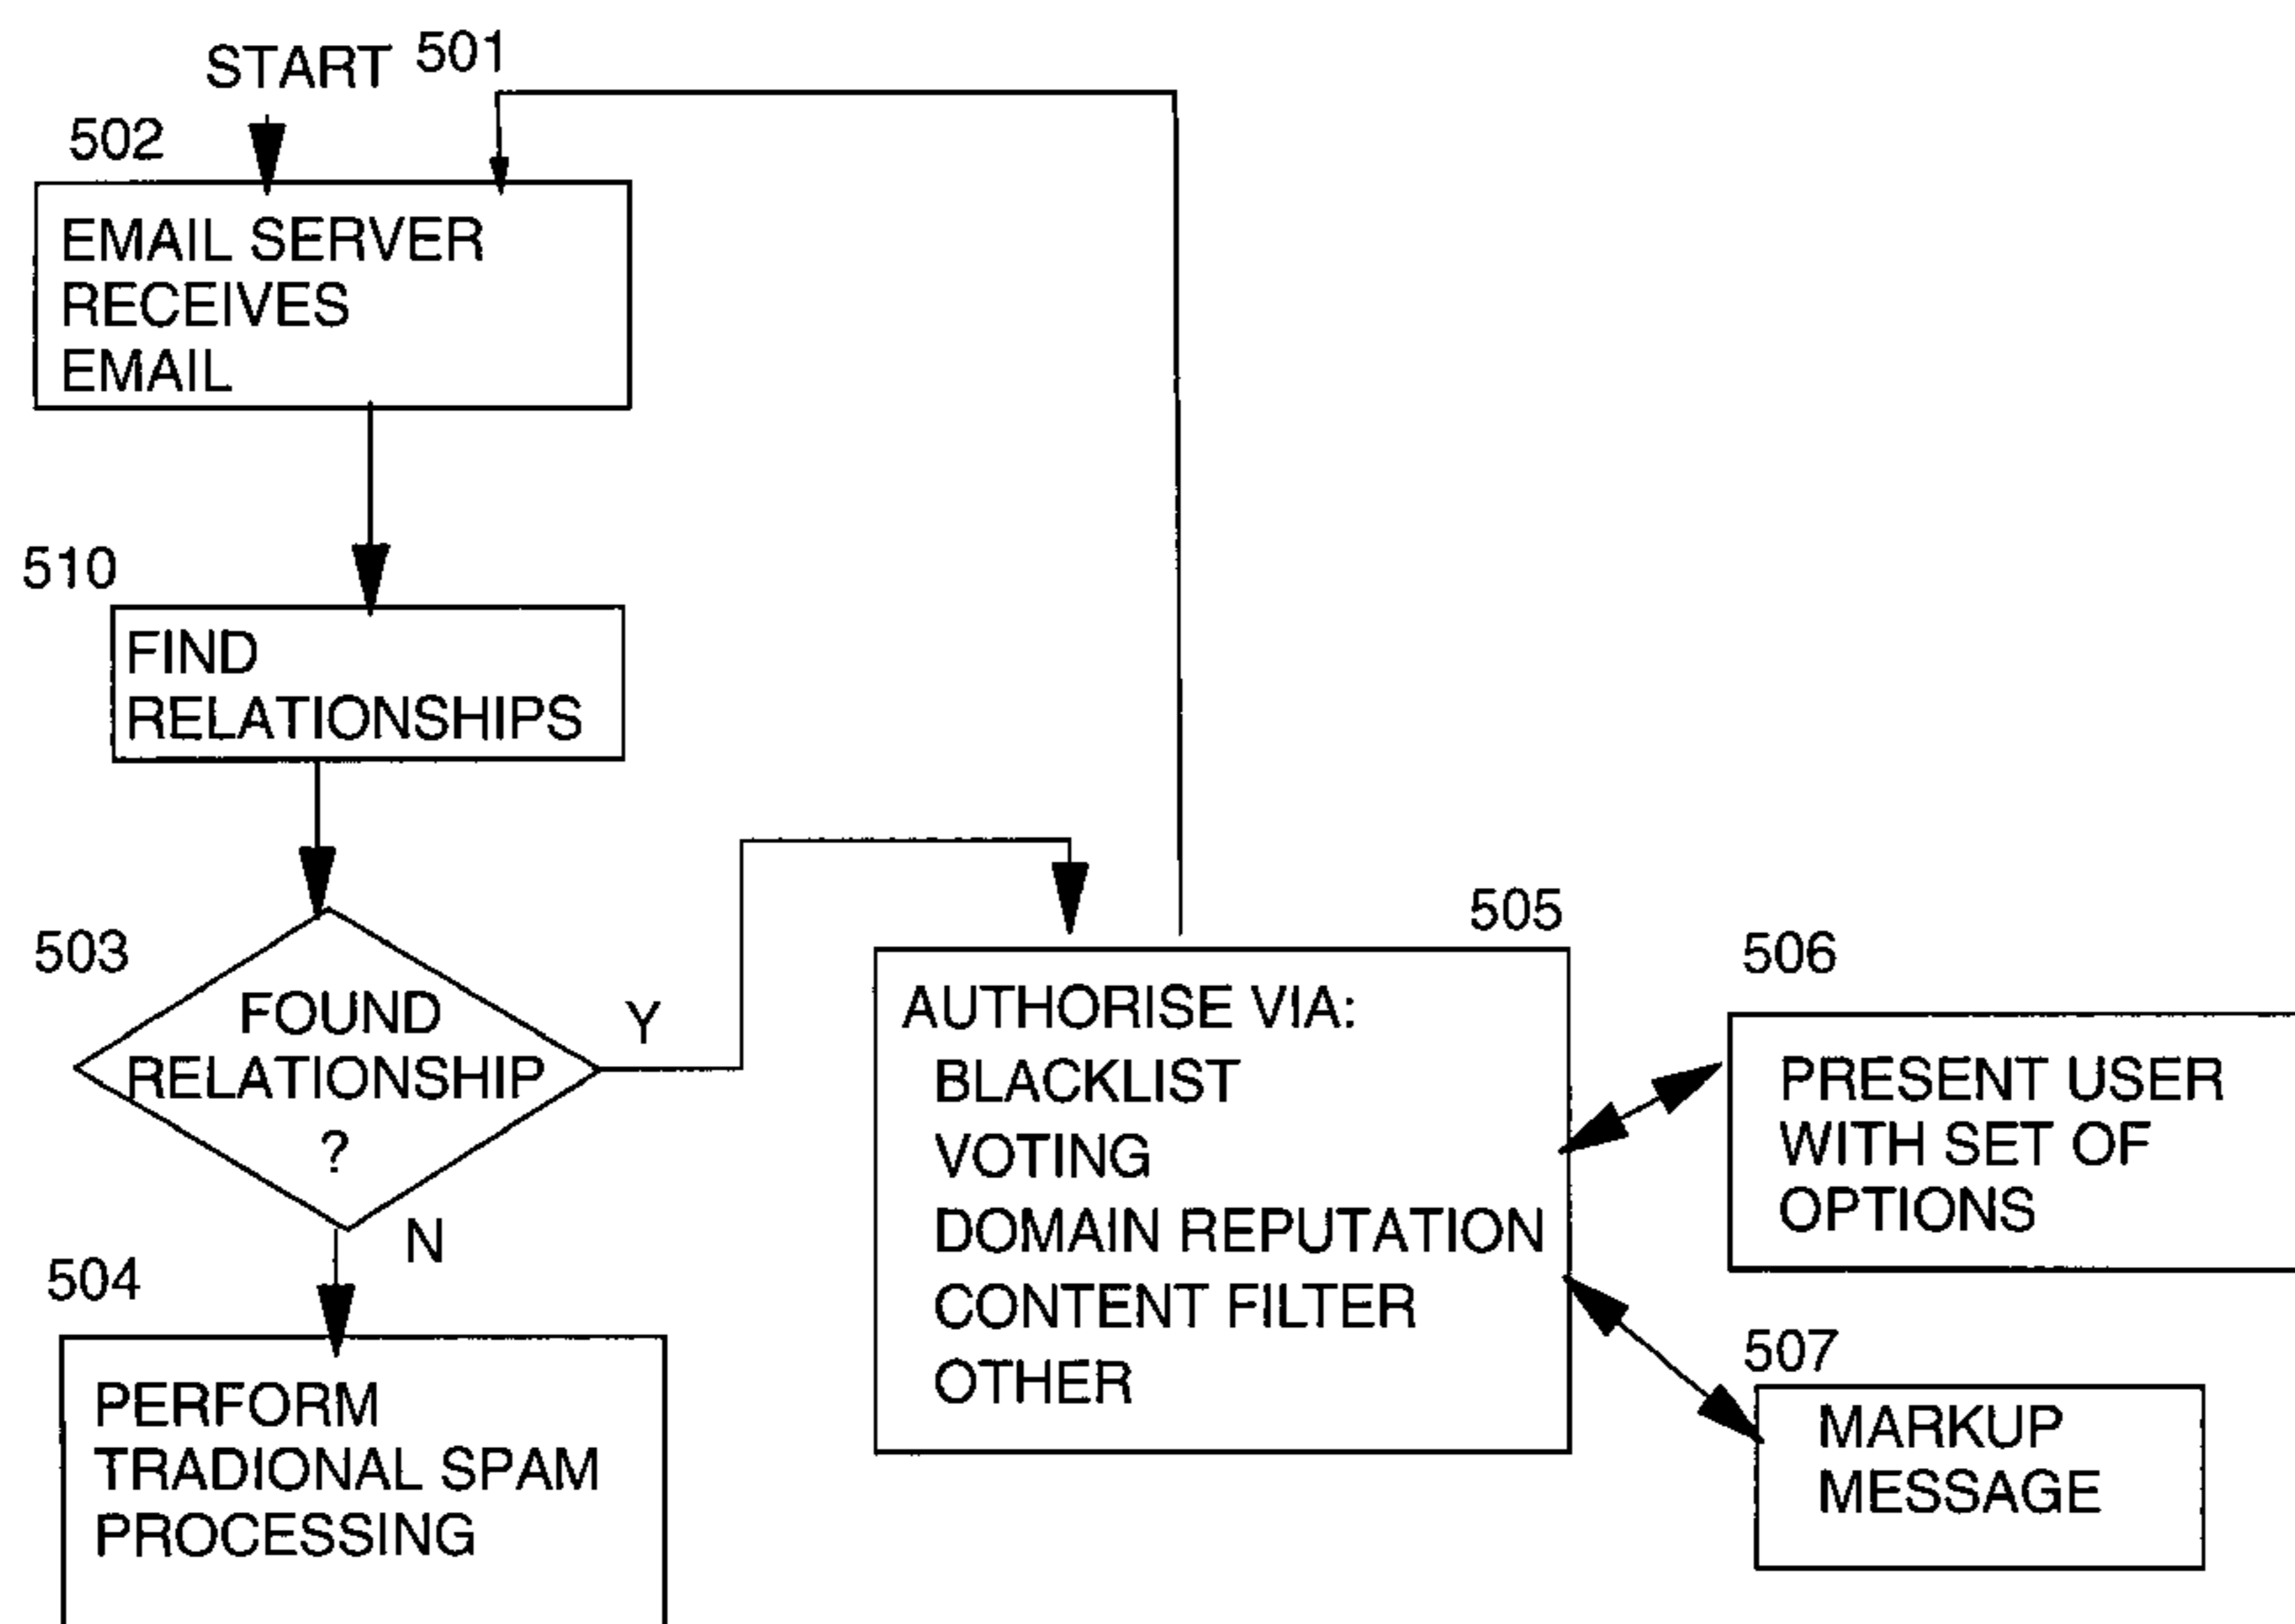 START 501
502
EMAIL SERVER
RECEIVES
EMAIL
510
FIND
RELATIONSHIPS
503
FOUND
RELATIONSHIP
?
Y
N
504
PERFORM
TRADIONAL SPAM
PROCESSING
505
AUTHORISE VIA:
BLACKLIST
VOTING
DOMAIN REPUTATION
CONTENT FILTER
OTHER
506
PRESENT USER
WITH SET OF
OPTIONS
507
MARKUP
MESSAGE